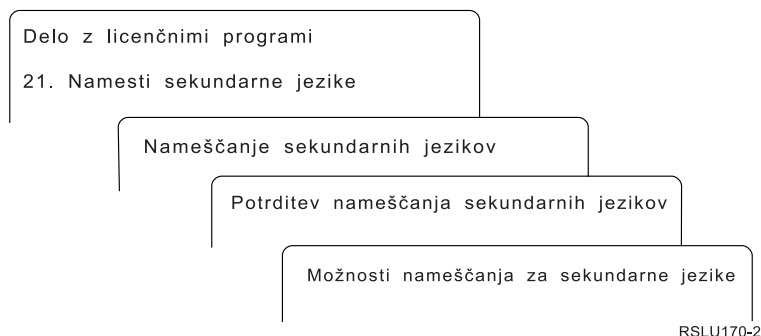 Delo z licenčnimi programi
21. Namesti sekundarne jezike
Nameščanje sekundarnih jezikov
Potrditev nameščanja sekundarnih jezikov
Možnosti nameščanja za sekundarne jezike
RSLU170-2